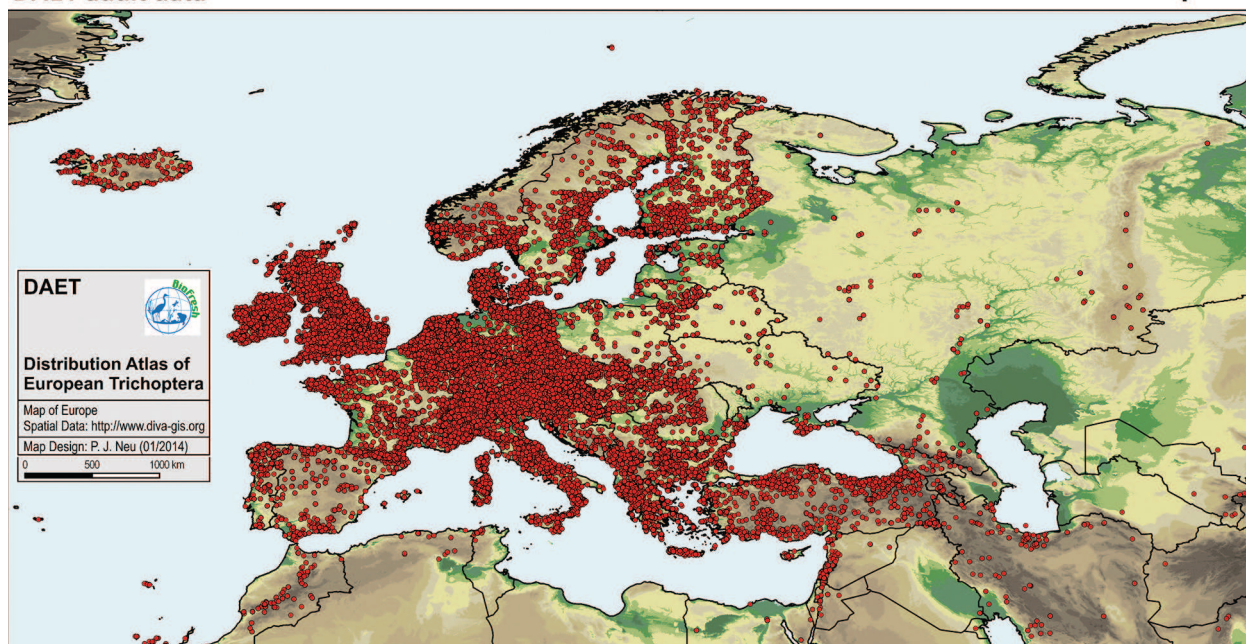 DAET
BioFresh
Distribution Atlas of
European Trichoptera
Map of Europe
Spatial Data: http://www.diva-gis.org
Map Design: P. J. Neu (01/2014)
0 500 1000 km